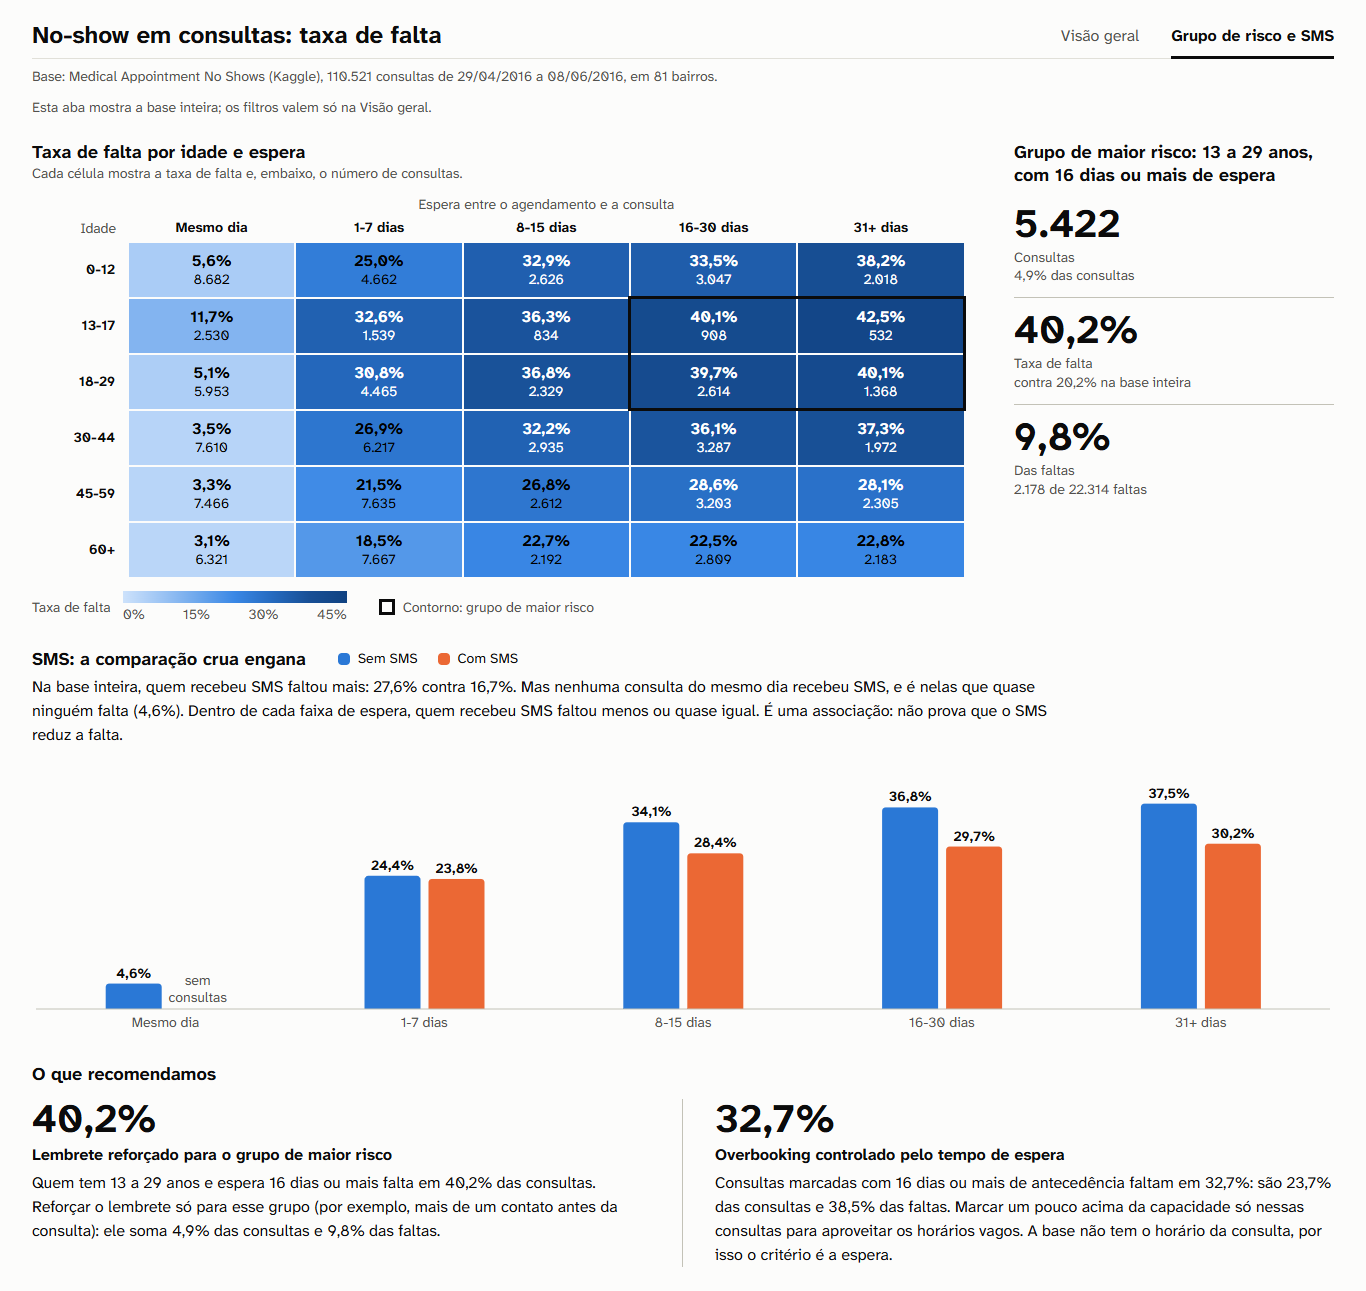 No-show em consultas: taxa de falta
Visão geral
Grupo de risco e SMS
Base: Medical Appointment No Shows (Kaggle), 110.521 consultas de 29/04/2016 a 08/06/2016, em 81 bairros.
Esta aba mostra a base inteira; os filtros valem só na Visão geral.
Taxa de falta por idade e espera
Cada célula mostra a taxa de falta e, embaixo, o número de consultas.
Espera entre o agendamento e a consulta
Idade Mesmo dia 1-7 dias 8-15 dias 16-30 dias 31+ dias
0-12 5,6% 25,0% 32,9% 33,5% 38,2%
8.682 4.662 2.626 3.047 2.018
13-17 11,7% 32,6% 36,3% 40,1% 42,5%
2.530 1.539 834 908 532
18-29 5,1% 30,8% 36,8% 39,7% 40,1%
5.953 4.465 2.329 2.614 1.368
30-44 3,5% 26,9% 32,2% 36,1% 37,3%
7.610 6.217 2.935 3.287 1.972
45-59 3,3% 21,5% 26,8% 28,6% 28,1%
7.466 7.635 2.612 3.203 2.305
60+ 3,1% 18,5% 22,7% 22,5% 22,8%
6.321 7.667 2.192 2.809 2.183
Taxa de falta
0% 15% 30% 45%
Contorno: grupo de maior risco
Grupo de maior risco: 13 a 29 anos,
com 16 dias ou mais de espera
5.422
Consultas
4,9% das consultas
40,2%
Taxa de falta
contra 20,2% na base inteira
9,8%
Das faltas
2.178 de 22.314 faltas
SMS: a comparação crua engana
Sem SMS
Com SMS
Na base inteira, quem recebeu SMS faltou mais: 27,6% contra 16,7%. Mas nenhuma consulta do mesmo dia recebeu SMS, e é nelas que quase
ninguém falta (4,6%). Dentro de cada faixa de espera, quem recebeu SMS faltou menos ou quase igual. É uma associação: não prova que o SMS
reduz a falta.
4,6%
sem
consultas
24,4%
23,8%
34,1%
28,4%
36,8%
29,7%
37,5%
30,2%
Mesmo dia
1-7 dias
8-15 dias
16-30 dias
31+ dias
O que recomendamos
40,2%
Lembrete reforçado para o grupo de maior risco
Quem tem 13 a 29 anos e espera 16 dias ou mais falta em 40,2% das consultas.
Reforçar o lembrete só para esse grupo (por exemplo, mais de um contato antes da
consulta): ele soma 4,9% das consultas e 9,8% das faltas.
32,7%
Overbooking controlado pelo tempo de espera
Consultas marcadas com 16 dias ou mais de antecedência faltam em 32,7%: são 23,7%
das consultas e 38,5% das faltas. Marcar um pouco acima da capacidade só nessas
consultas para aproveitar os horários vagos. A base não tem o horário da consulta, por
isso o critério é a espera.